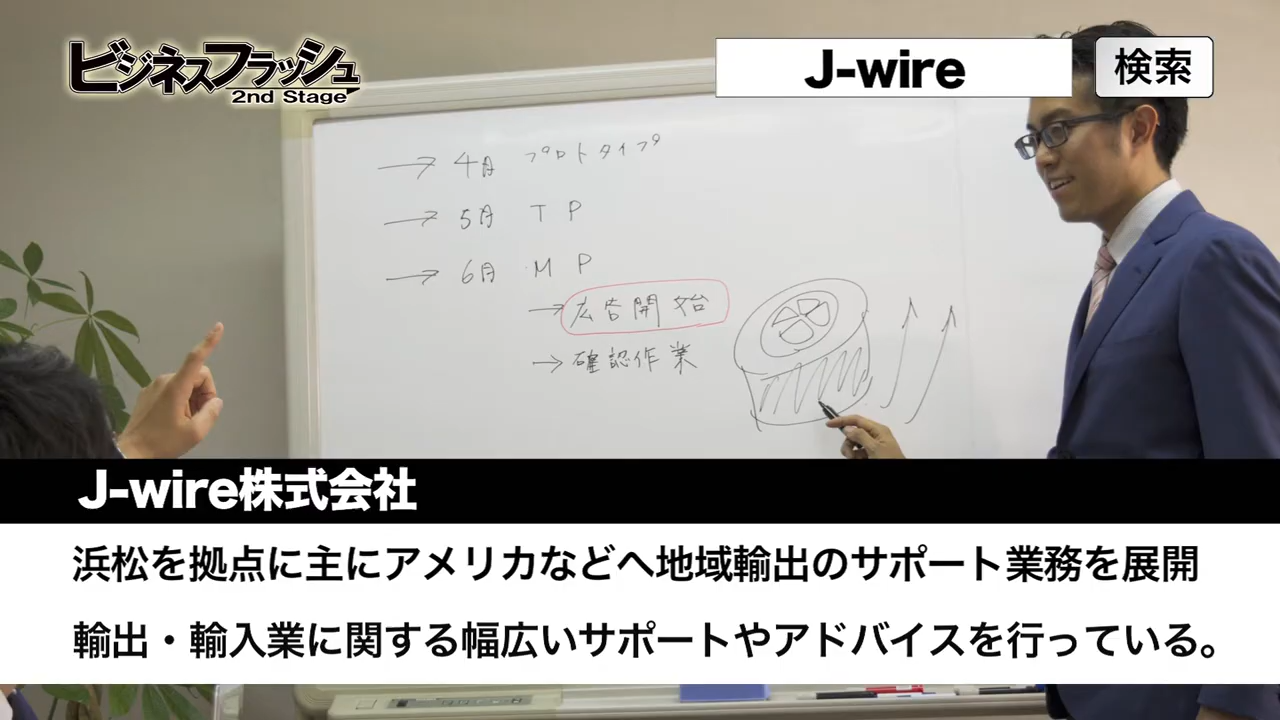 ビジネスフラッシュ
2nd Stage
J-wire 検索
→ 4月 プロトタイプ
→ 5月 T P
→ 6月 M P
→ 広告開始
→ 確認作業
J-wire株式会社
浜松を拠点に主にアメリカなどへ地域輸出のサポート業務を展開
輸出・輸入業に関する幅広いサポートやアドバイスを行っている。